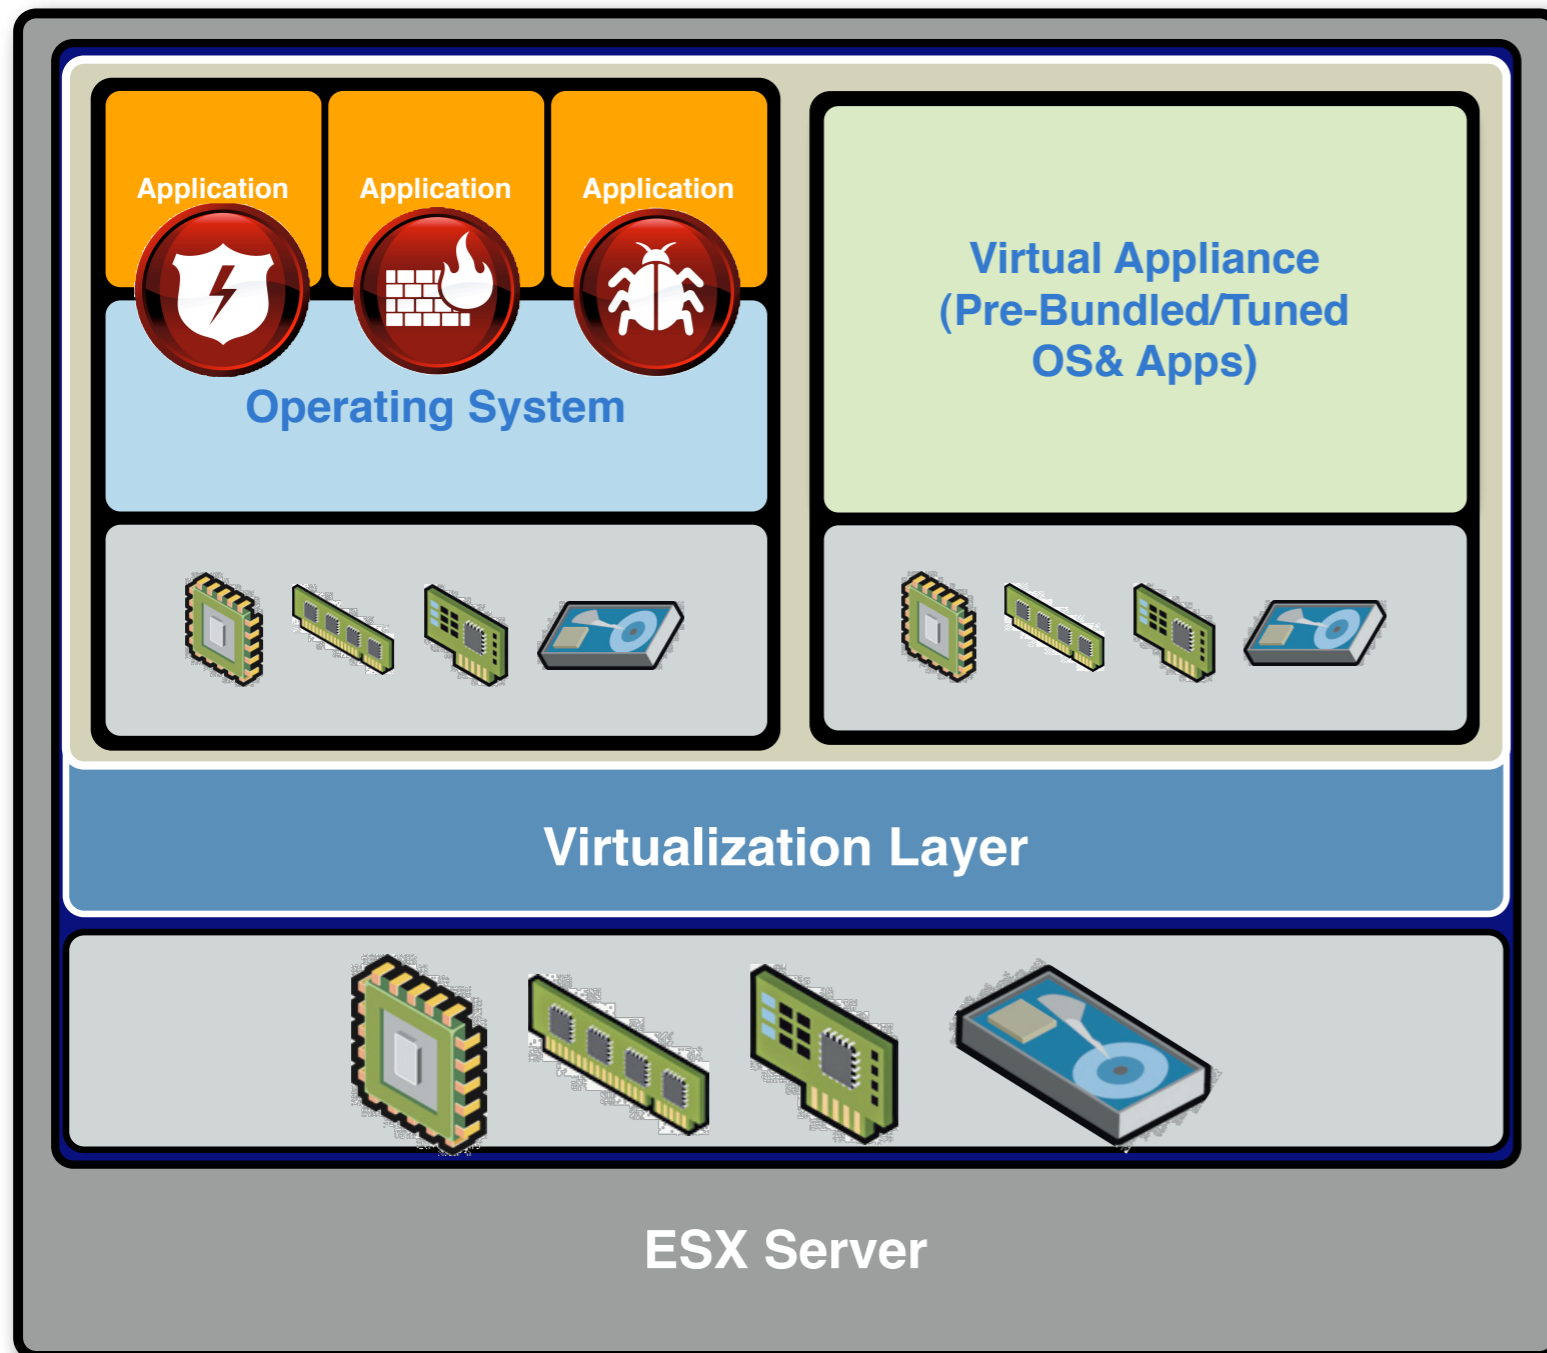 Application
Application
Application
Operating System
Virtual Appliance
(Pre-Bundled/Tuned
OS& Apps)
Virtualization Layer
ESX Server